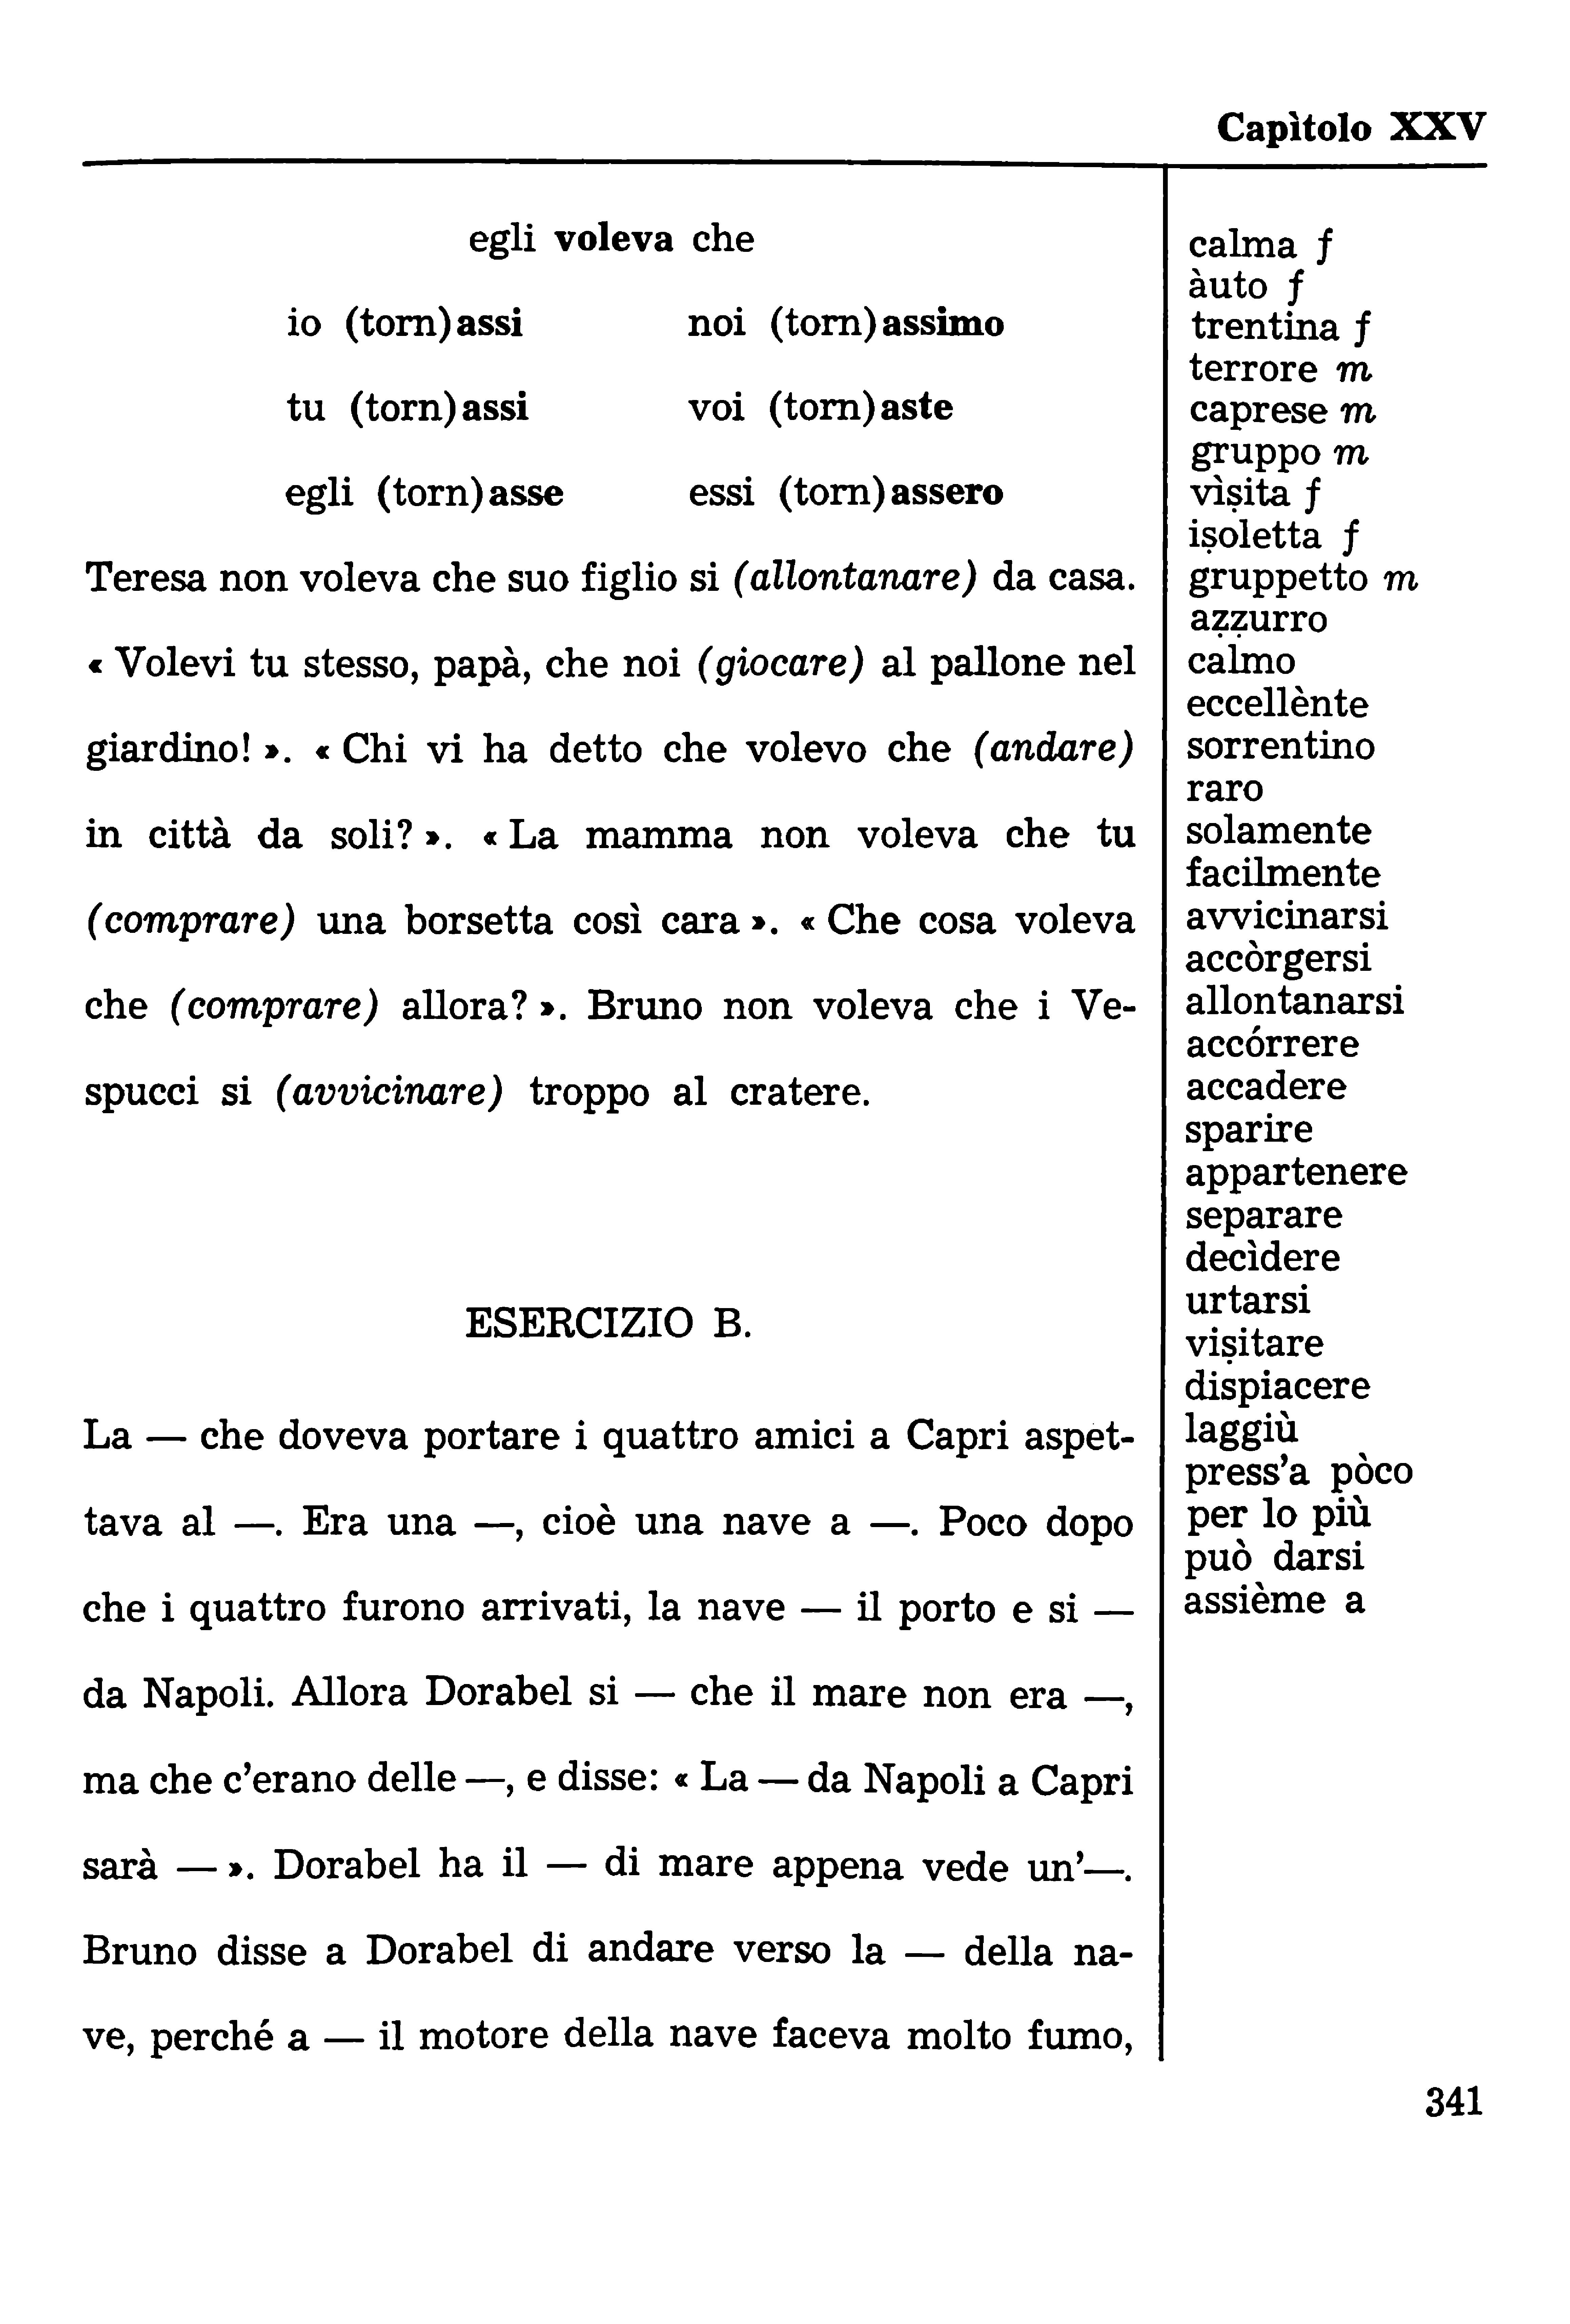 Capìtolo XXV
egli voleva che
io (torn)assi noi (torn)assimo
tu (torn)assi voi (torn)aste
egli (torn)asse essi (torn)assero
Teresa non voleva che suo figlio si (allontanare) da casa.
« Volevi tu stesso, papà, che noi (giocare) al pallone nel
giardino! ». « Chi vi ha detto che volevo che (andare)
in città da soli? ». « La mamma non voleva che tu
(comprare) una borsetta così cara ». « Che cosa voleva
che (comprare) allora? ». Bruno non voleva che i Ve-
spucci si (avvicinare) troppo al cratere.
ESERCIZIO B.
La — che doveva portare i quattro amici a Capri aspet-
tava al —. Era una —, cioè una nave a —. Poco dopo
che i quattro furono arrivati, la nave — il porto e si —
da Napoli. Allora Dorabel si — che il mare non era —,
ma che c'erano delle —, e disse: « La — da Napoli a Capri
sarà — ». Dorabel ha il — di mare appena vede un'—.
Bruno disse a Dorabel di andare verso la — della na-
ve, perché a — il motore della nave faceva molto fumo,
calma f
àuto f
trentina f
terrore m
caprese m
gruppo m
vìṣita f
iṣoletta f
gruppetto m
aẓẓurro
calmo
eccellènte
sorrentino
raro
solamente
facilmente
avvicinarsi
accòrgersi
allontanarsi
accórrere
accadere
sparire
appartenere
separare
decìdere
urtarsi
viṣitare
dispiacere
laggiù
press'a pòco
per lo più
può darsi
assième a
341